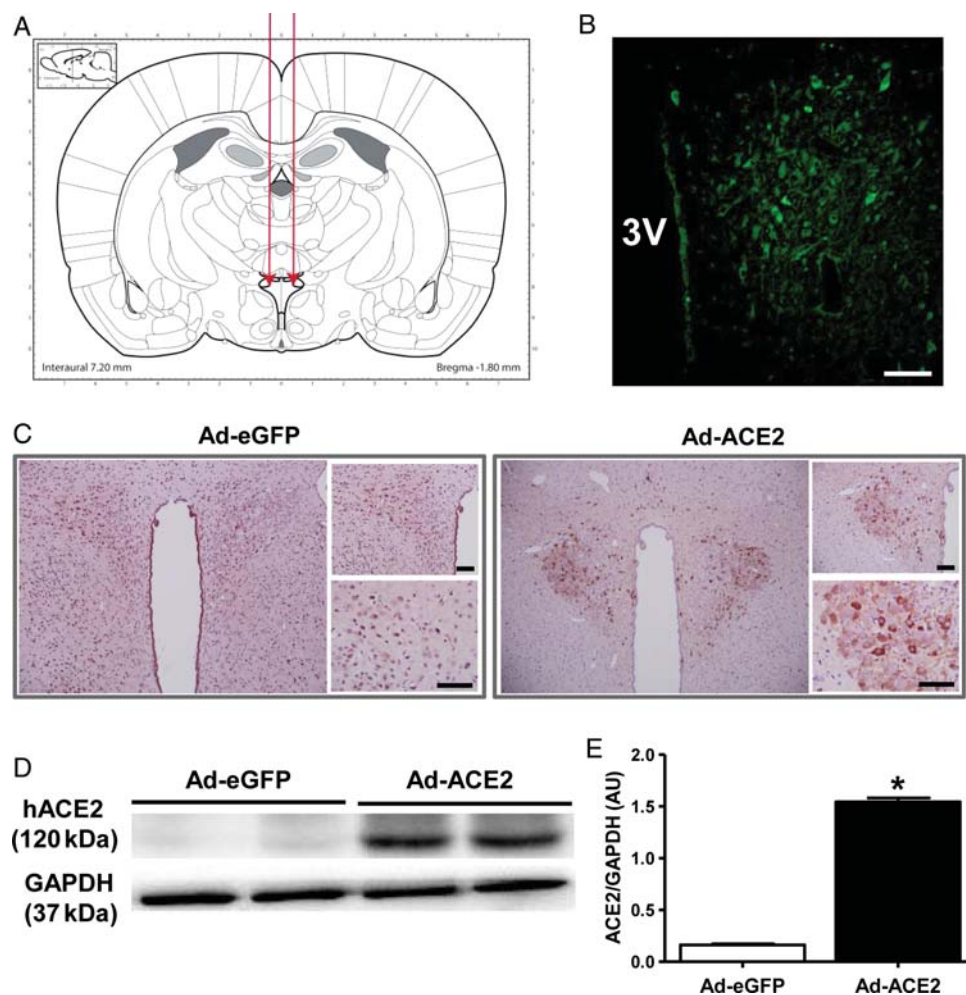 A
Interaural 7.20 mm
Bregma -1.80 mm
B
3V
C
Ad-eGFP
Ad-ACE2
D
Ad-eGFP
Ad-ACE2
hACE2
(120 kDa)
GAPDH
(37 kDa)
E
ACE2/GAPDH (AU)
2.0
1.5
1.0
0.5
0.0
*
Ad-eGFP
Ad-ACE2